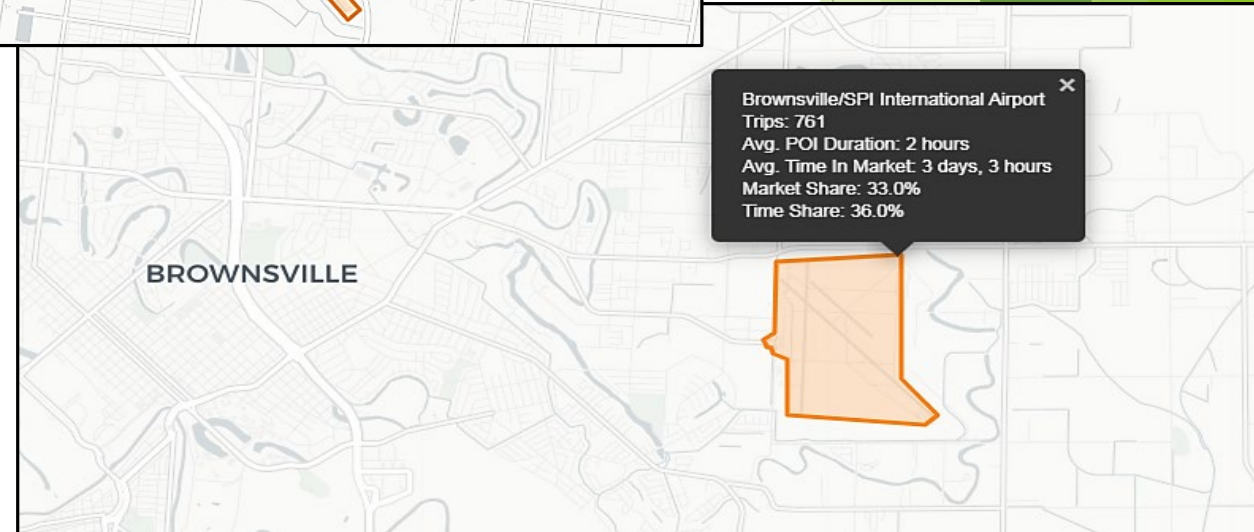 Brownsville/SPI International Airport
Trips: 761
Avg. POI Duration: 2 hours
Avg. Time In Market: 3 days, 3 hours
Market Share: 33.0%
Time Share: 36.0%
BROWNSVILLE